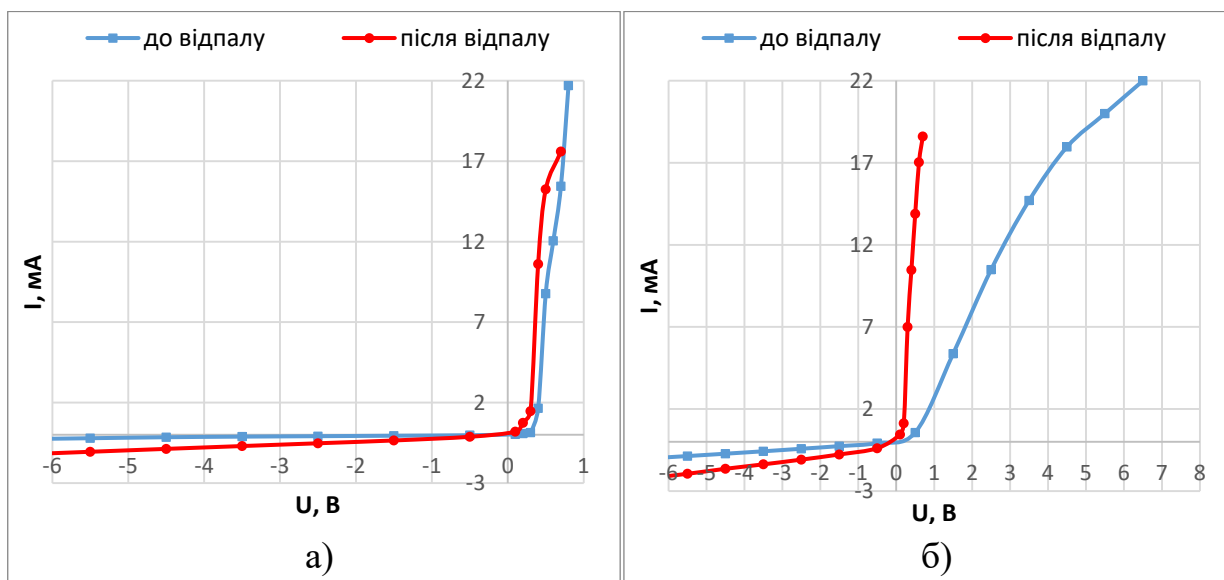 до відпалу після відпалу
22
17
12
7
2
-3
-6 -5 -4 -3 -2 -1 0 1
I, мА
U, В
а)
до відпалу після відпалу
22
17
12
7
2
-3
-6 -5 -4 -3 -2 -1 0 1 2 3 4 5 6 7 8
I, мА
U, В
б)